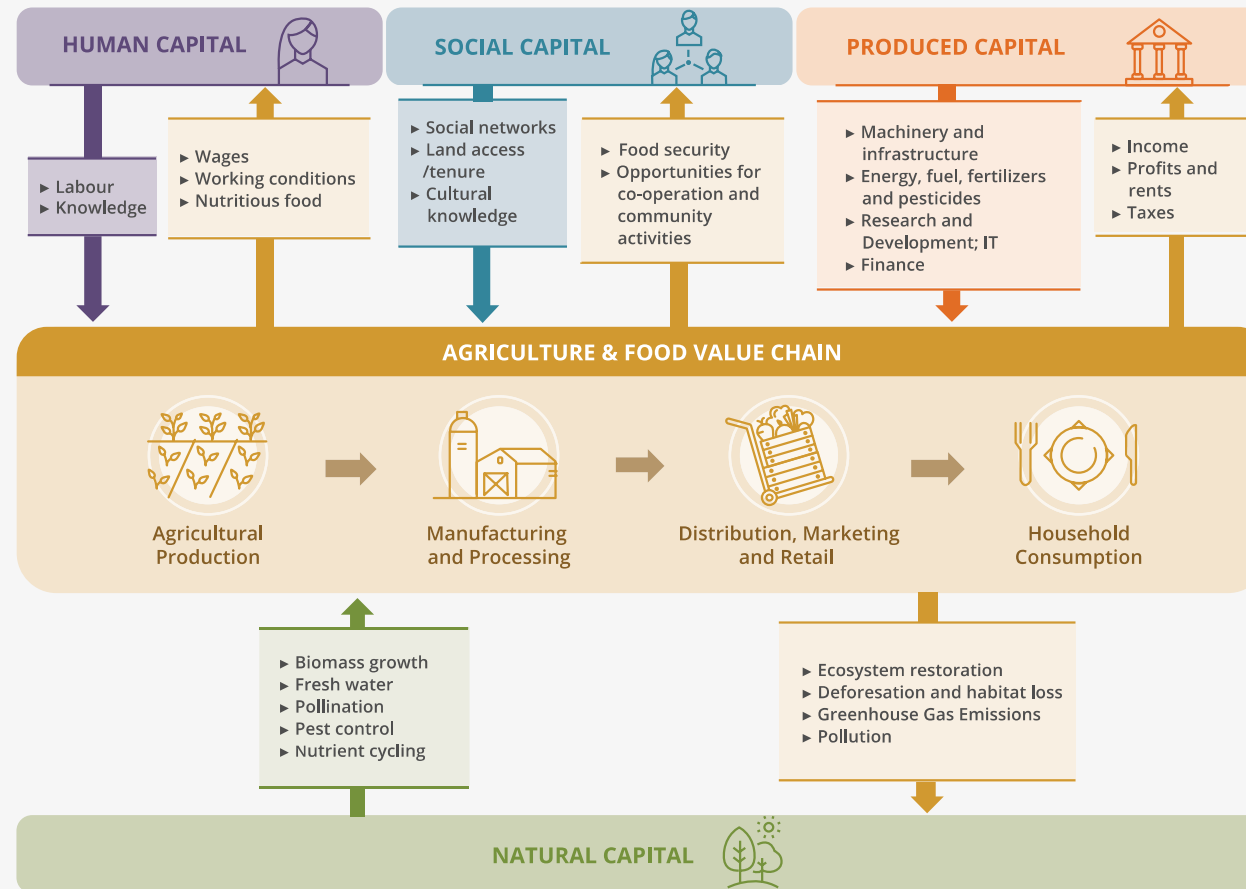 HUMAN CAPITAL
SOCIAL CAPITAL
PRODUCED CAPITAL
► Labour
► Knowledge
► Wages
► Working conditions
► Nutritious food
► Social networks
► Land access
/tenure
► Cultural
knowledge
► Food security
► Opportunities for
co-operation and
community
activities
► Machinery and
infrastructure
► Energy, fuel, fertilizers
and pesticides
► Research and
Development; IT
► Finance
► Income
► Profits and
rents
► Taxes
AGRICULTURE & FOOD VALUE CHAIN
Agricultural
Production
Manufacturing
and Processing
Distribution, Marketing
and Retail
Household
Consumption
► Biomass growth
► Fresh water
► Pollination
► Pest control
► Nutrient cycling
► Ecosystem restoration
► Deforesation and habitat loss
► Greenhouse Gas Emissions
► Pollution
NATURAL CAPITAL